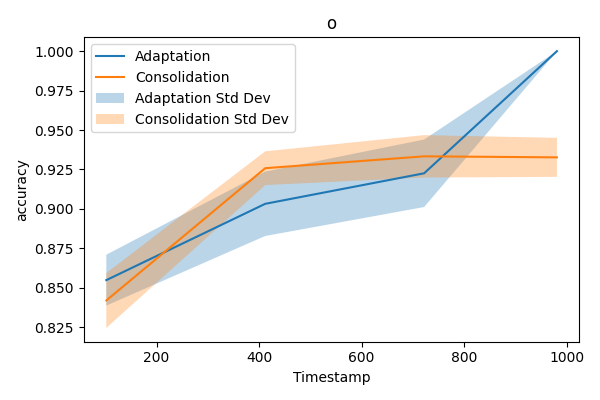 o
1.000
0.975
0.950
0.925
0.900
0.875
0.850
0.825
accuracy
Adaptation
Consolidation
Adaptation Std Dev
Consolidation Std Dev
200
400
600
800
1000
Timestamp